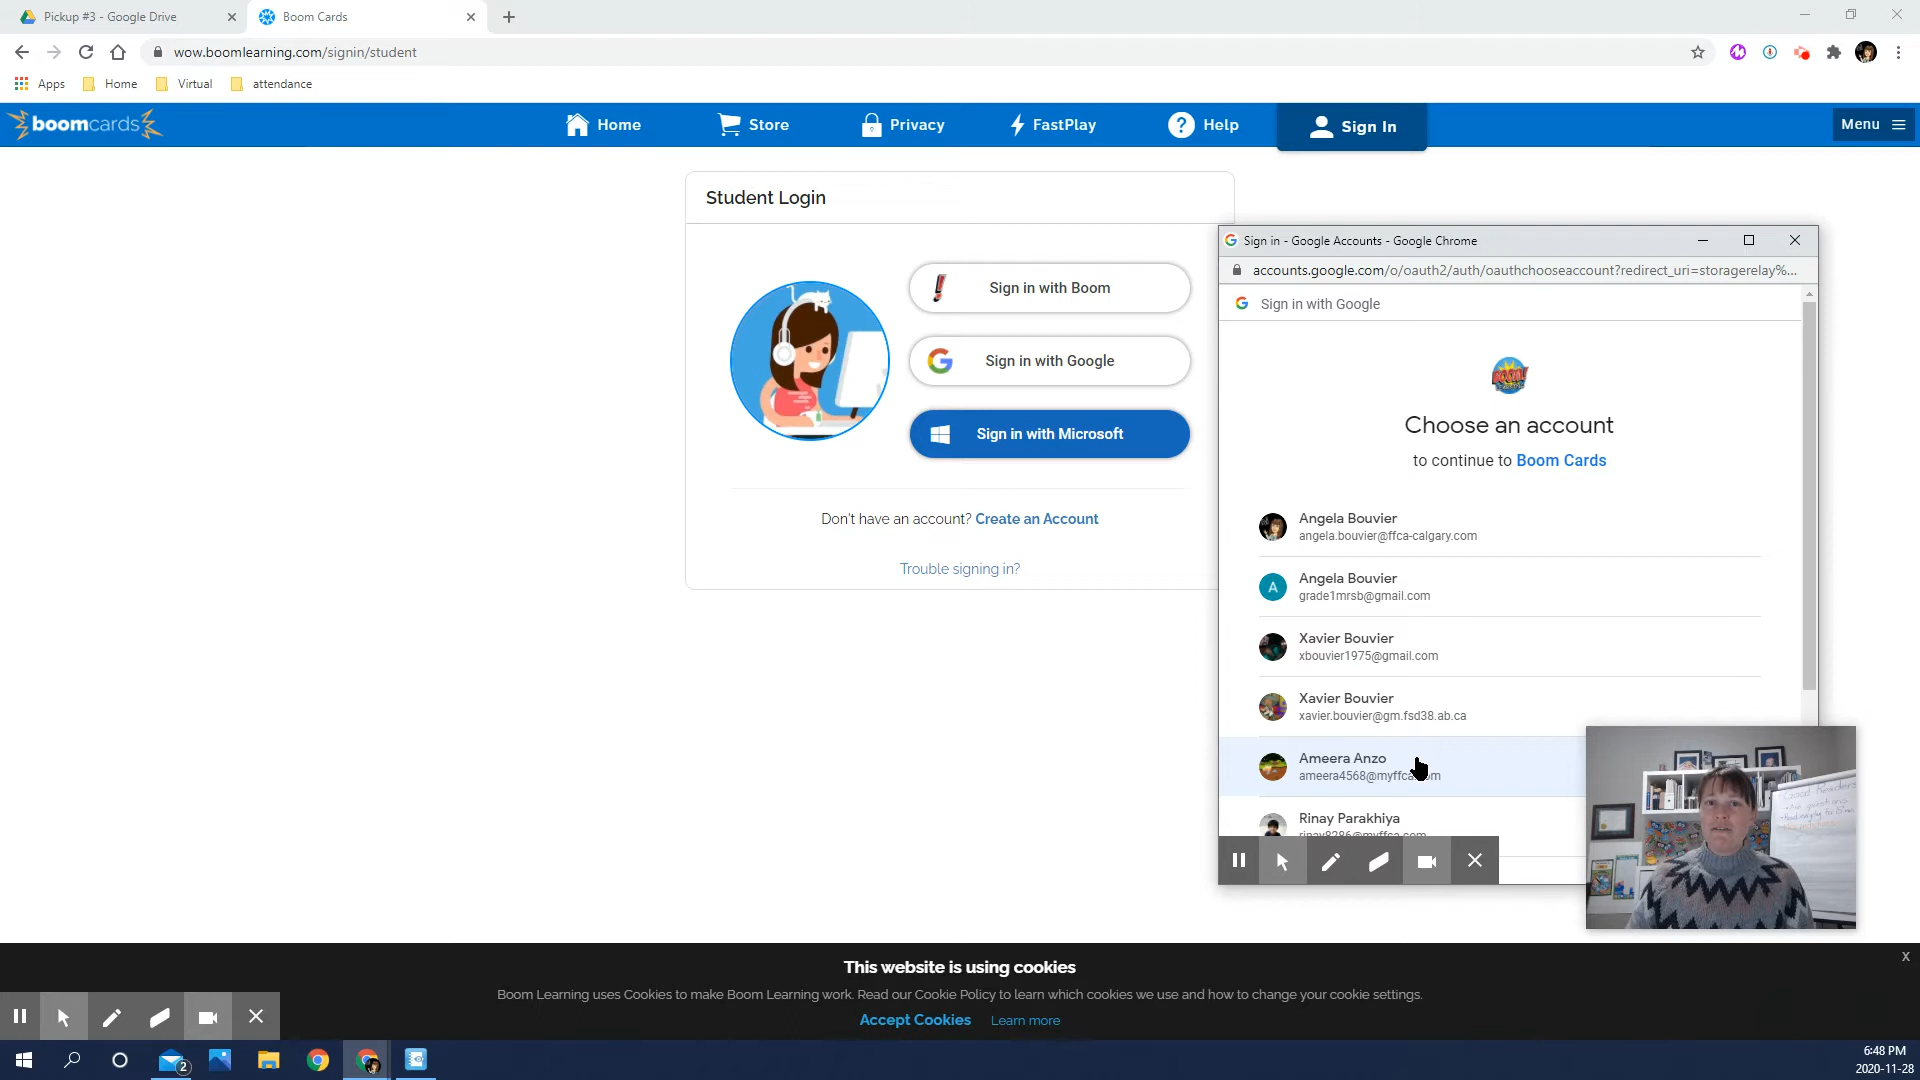 Pickup #3 - Google Drive
Boom Cards
wow.boomlearning.com/signin/student
Apps
Home
Virtual
attendance
boomcards
Home
Store
Privacy
FastPlay
? Help
Sign In
Menu
Student Login
Sign in with Boom
Sign in with Google
Sign in with Microsoft
Don't have an account? Create an Account
Trouble signing in?
Sign in - Google Accounts - Google Chrome
accounts.google.com/o/oauth2/auth/oauthchooseaccount?redirect_uri=storagerelay%...
Sign in with Google
BOOM!
Choose an account
to continue to Boom Cards
Angela Bouvier
angela.bouvier@ffca-calgary.com
A
Angela Bouvier
grade1mrsb@gmail.com
Xavier Bouvier
xbouvier1975@gmail.com
Xavier Bouvier
xavier.bouvier@gm.fsd38.ab.ca
Ameera Anzo
Rinay Parakhiya
Good Readers
This website is using cookies
X
Boom Learning uses Cookies to make Boom Learning work. Read our Cookie Policy to learn which cookies we use and how to change your cookie settings.
Accept Cookies
Learn more
2
6:48 PM
2020-11-28